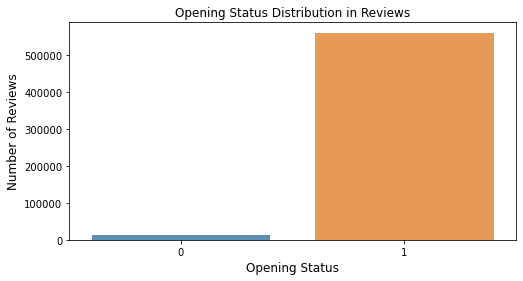 Opening Status Distribution in Reviews
Number of Reviews
500000
400000
300000
200000
100000
0
0 1
Opening Status